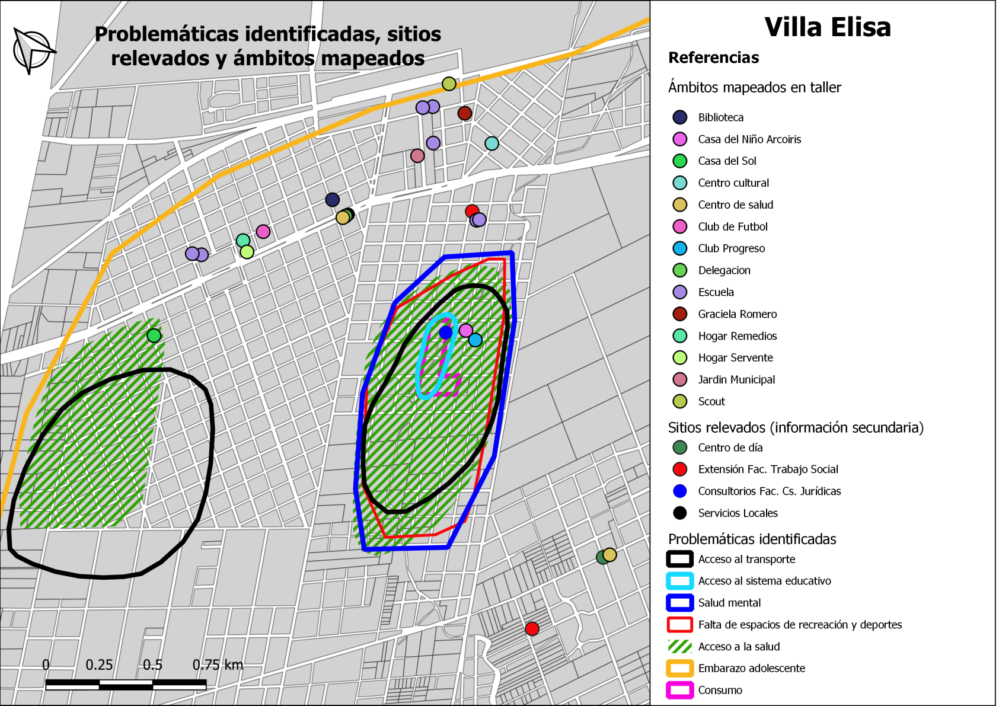 Problemáticas identificadas, sitios
relevados y ámbitos mapeados
0 0.25 0.5 0.75 km
Villa Elisa
Referencias
Ámbitos mapeados en taller
Biblioteca
Casa del Niño Arcoiris
Casa del Sol
Centro cultural
Centro de salud
Club de Futbol
Club Progreso
Delegacion
Escuela
Graciela Romero
Hogar Remedios
Hogar Servente
Jardin Municipal
Scout
Sitios relevados (información secundaria)
Centro de día
Extensión Fac. Trabajo Social
Consultorios Fac. Cs. Jurídicas
Servicios Locales
Problemáticas identificadas
Acceso al transporte
Acceso al sistema educativo
Salud mental
Falta de espacios de recreación y deportes
Acceso a la salud
Embarazo adolescente
Consumo